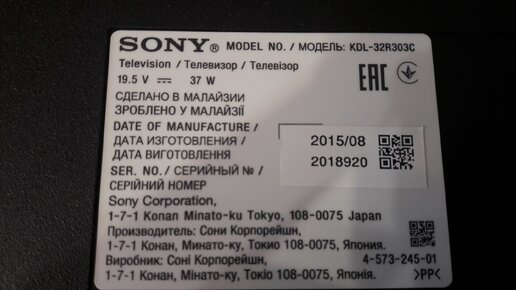 SONY® MODEL NO. / МОДЕЛЬ: KDL-32R303C
Television / Телевизор / Телевізор
19.5 V ⎓ 37 W
EAC
СДЕЛАНО В МАЛАЙЗИИ
ЗРОБЛЕНО У МАЛАЙЗІЇ
DATE OF MANUFACTURE /
ДАТА ИЗГОТОВЛЕНИЯ /
ДАТА ВИГОТОВЛЕННЯ
2015/08
SER. NO. / СЕРИЙНЫЙ № /
СЕРІЙНИЙ НОМЕР
2018920
Sony Corporation,
1-7-1 Konan Minato-ku Tokyo, 108-0075 Japan
Производитель: Сони Корпорейшн,
1-7-1 Конан, Минато-ку, Токио 108-0075, Япония.
Виробник: Соні Корпорейшн,
4-573-245-01
1-7-1 Конан, Мінато-ку, Токіо 108-0075, Японія.
>PP<